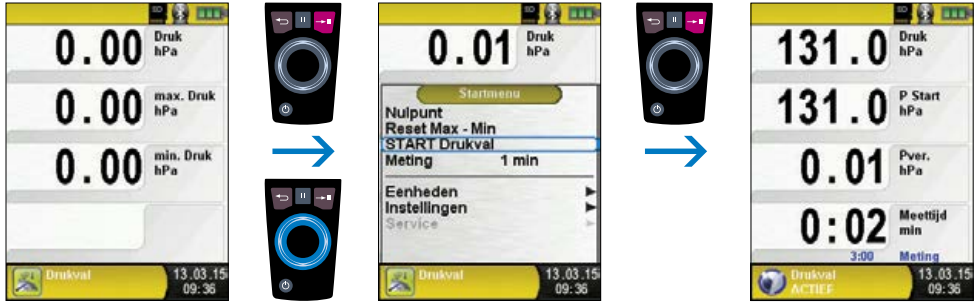 SD
0.00 Druk hPa
0.00 max. Druk hPa
0.00 min. Druk hPa
Drukval 13.03.15
09:36
SD
0.01 Druk hPa
Startmenu
Nulpunt
Reset Max - Min
START Drukval
Meting 1 min
Eenheden
Instellingen
Service
Drukval 13.03.15
09:36
SD
131.0 Druk hPa
131.0 P Start hPa
0.01 Pver. hPa
0:02 Meettijd min
3:00 Meting
Drukval 13.03.15
ACTIEF 09:36